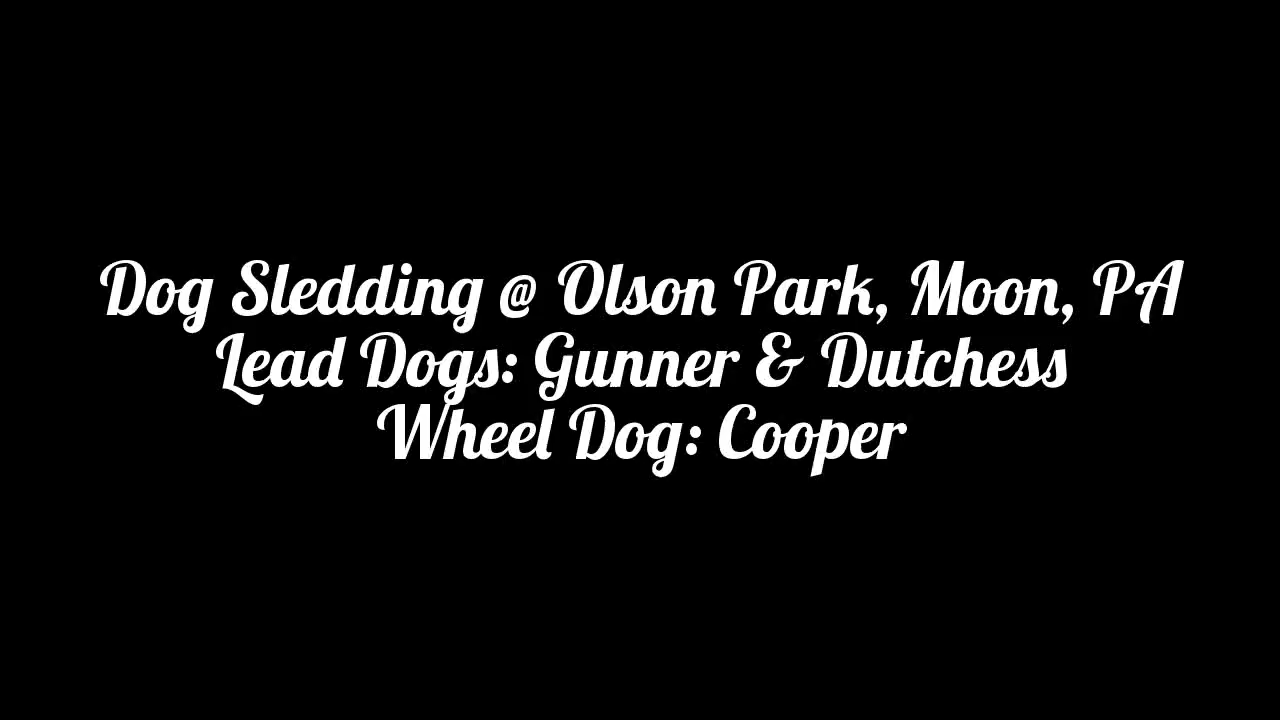 Dog Sledding @ Olson Park, Moon, PA
Lead Dogs: Gunner & Dutchess
Wheel Dog: Cooper